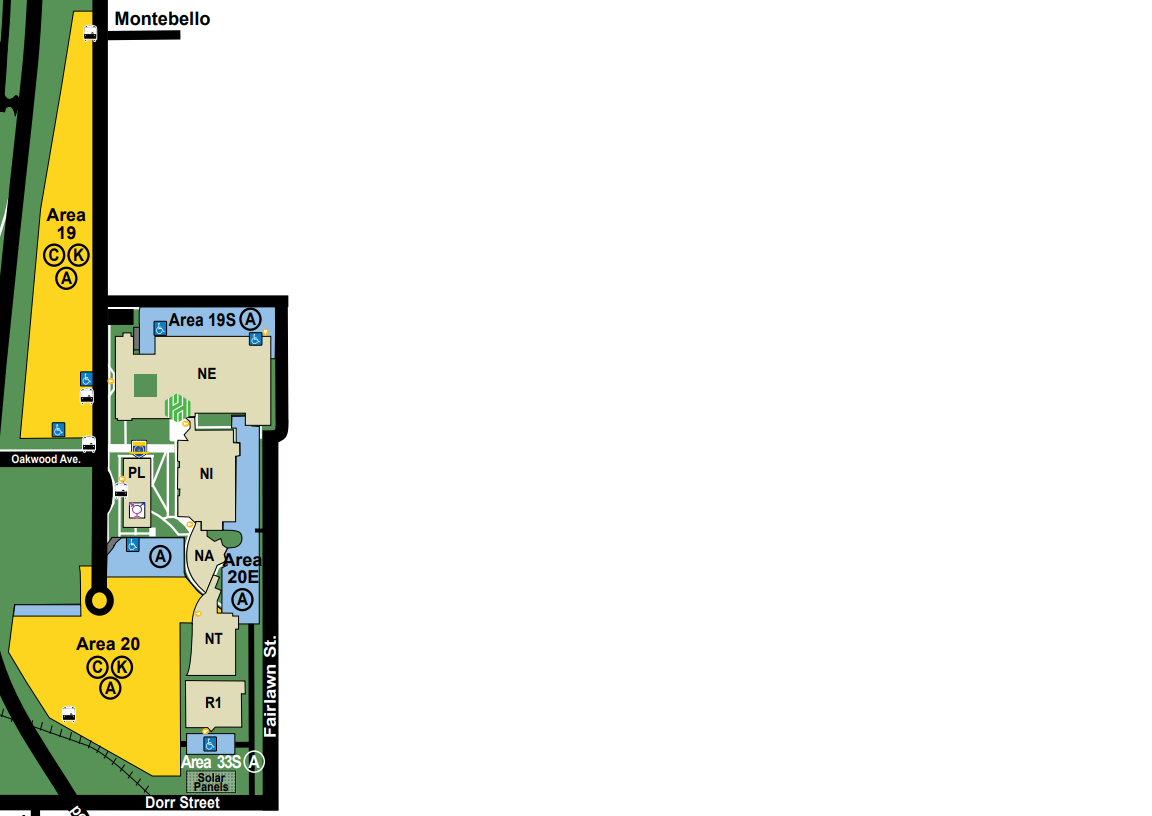 Montebello
Area
19
C K
A
Area 19S A
NE
Oakwood Ave.
PL
NI
A
NA
Area
20E
A
Area 20
C K
A
NT
R1
Fairlawn St.
Area 33S A
Solar
Panels
Dorr Street